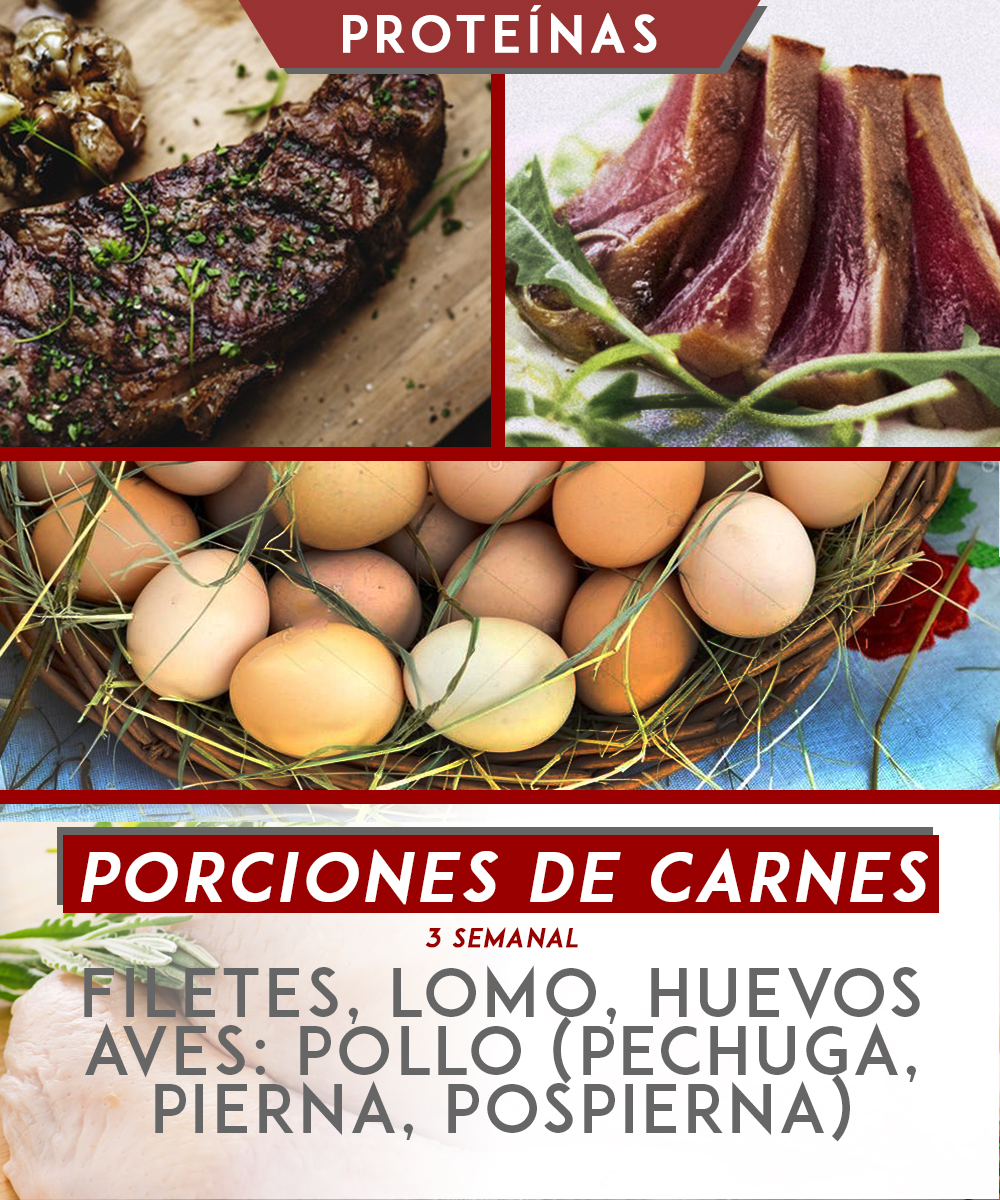 PROTEÍNAS
PORCIONES DE CARNES
3 SEMANAL
FILETES, LOMO, HUEVOS
AVES: POLLO (PECHUGA,
PIERNA, POSPIERNA)